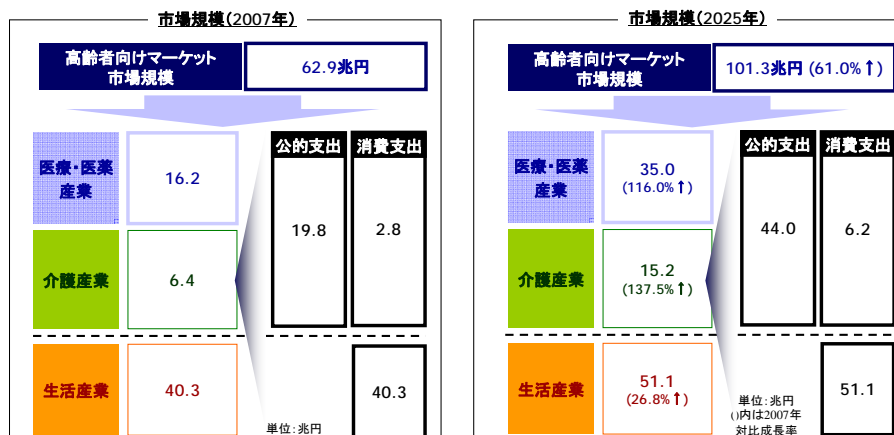 市場規模(2007年)
高齢者向けマーケット
市場規模
62.9兆円
公的支出
消費支出
医療・医薬
産業
16.2
19.8
2.8
介護産業
6.4
生活産業
40.3
40.3
単位:兆円
市場規模(2025年)
高齢者向けマーケット
市場規模
101.3兆円 (61.0%↑)
公的支出
消費支出
医療・医薬
産業
35.0
(116.0%↑)
44.0
6.2
介護産業
15.2
(137.5%↑)
生活産業
51.1
(26.8%↑)
51.1
単位:兆円
()内は2007年
対比成長率